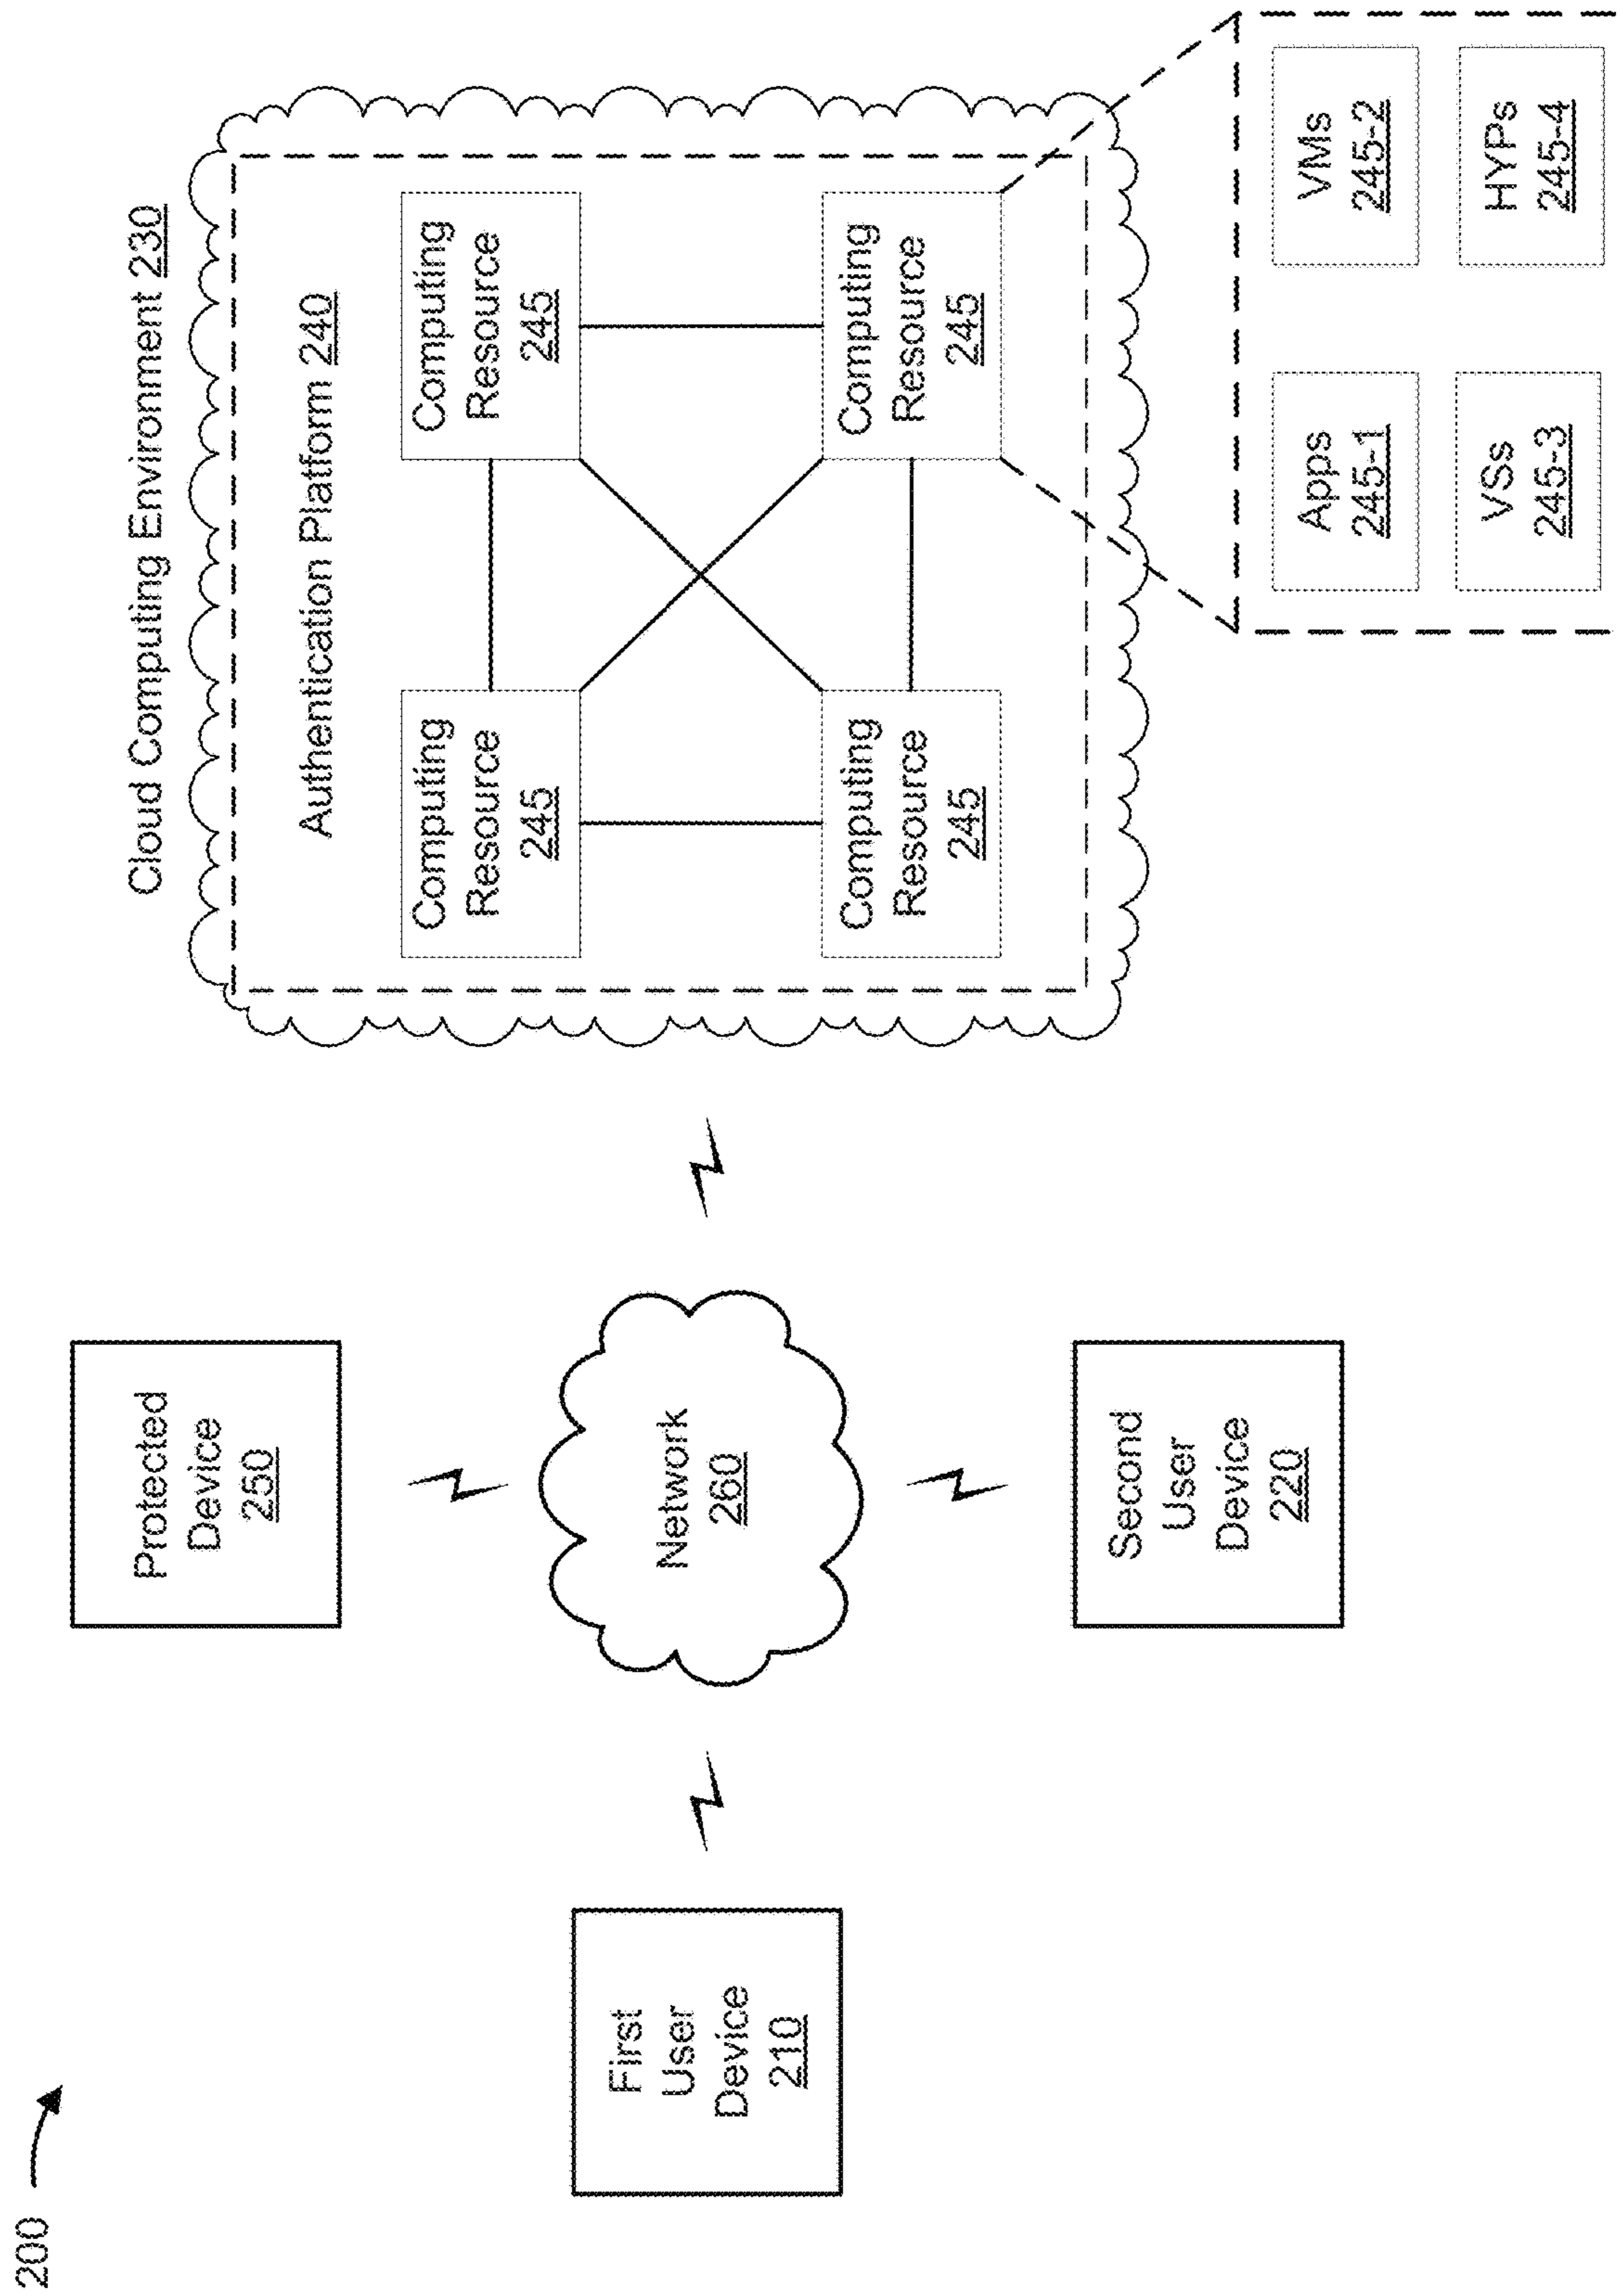 200
Cloud Computing Environment 230
Authentication Platform 240
Computing
Resource
245
Computing
Resource
245
Computing
Resource
245
Computing
Resource
245
Protected
Device
250
First
User
Device
210
Network
260
Second
User
Device
220
Apps
245-1
VMs
245-2
VSs
245-3
HYPs
245-4